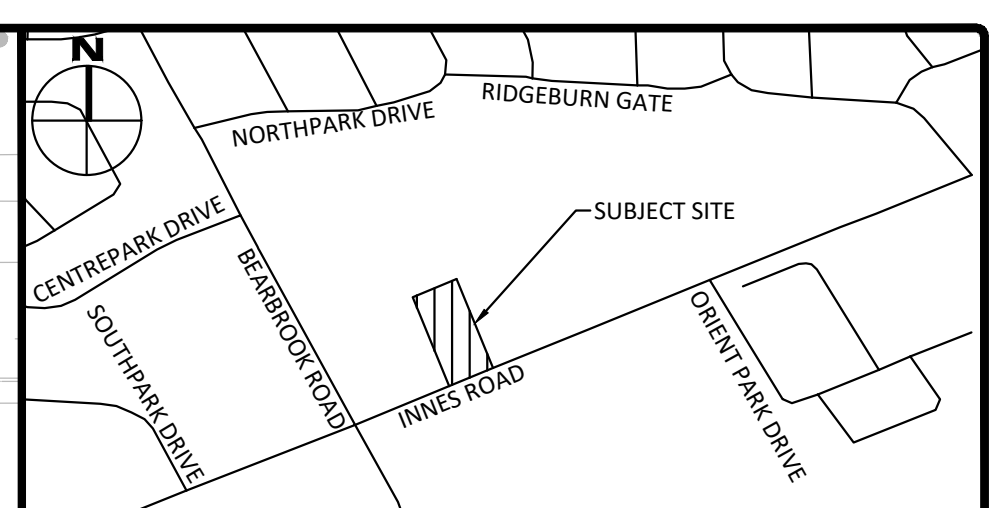 N
RIDGEBURN GATE
NORTHPARK DRIVE
SUBJECT SITE
CENTREPARK DRIVE
BEARBROOK ROAD
SOUTHPARK DRIVE
ORIENT PARK DRIVE
INNES ROAD